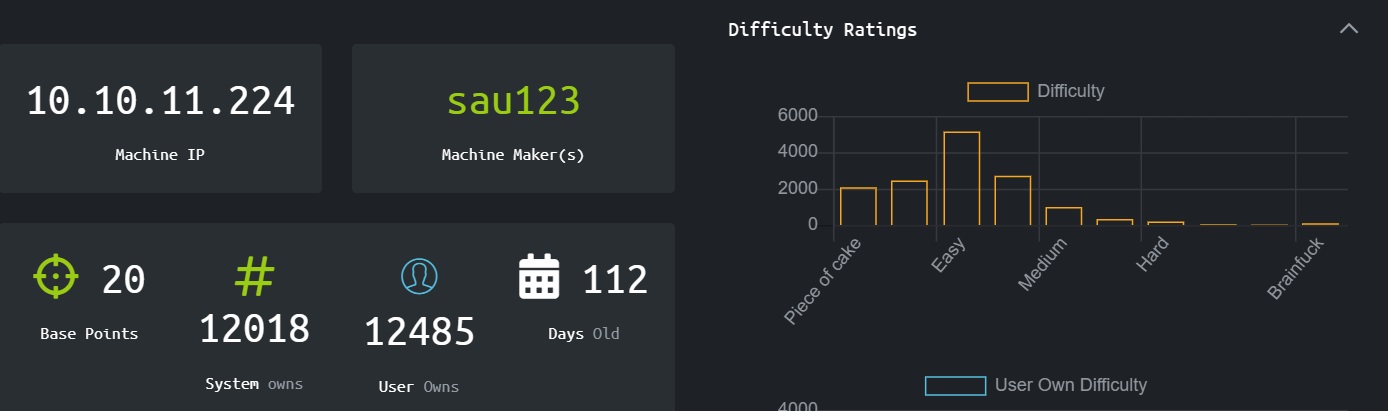 10.10.11.224
Machine IP
sau123
Machine Maker(s)
20
Base Points
#
12018
System owns
12485
User Owns
112
Days Old
Difficulty Ratings
Difficulty
6000
4000
2000
0
Piece of cake
Easy
Medium
Hard
Brainfuck
User Own Difficulty
4000